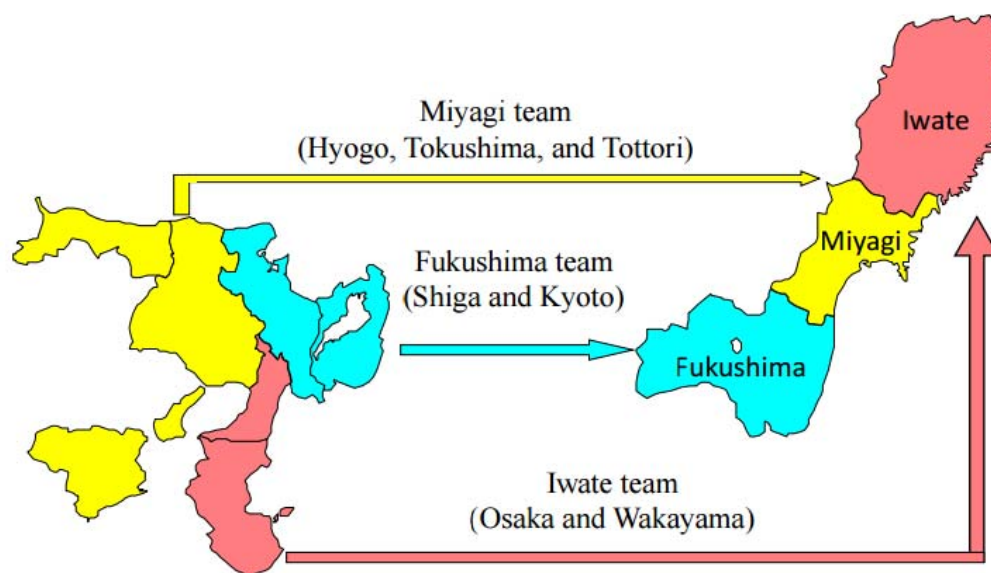 Miyagi team
(Hyogo, Tokushima, and Tottori)
Iwate
Miyagi
Fukushima team
(Shiga and Kyoto)
Fukushima
Iwate team
(Osaka and Wakayama)